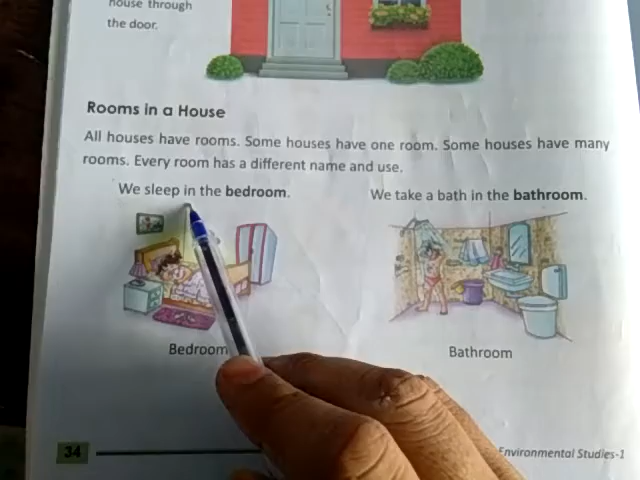 house through
the door.
Rooms in a House
All houses have rooms. Some houses have one room. Some houses have many
rooms. Every room has a different name and use.
We sleep in the bedroom.
We take a bath in the bathroom.
Bedroom
Bathroom
34
Environmental Studies-1